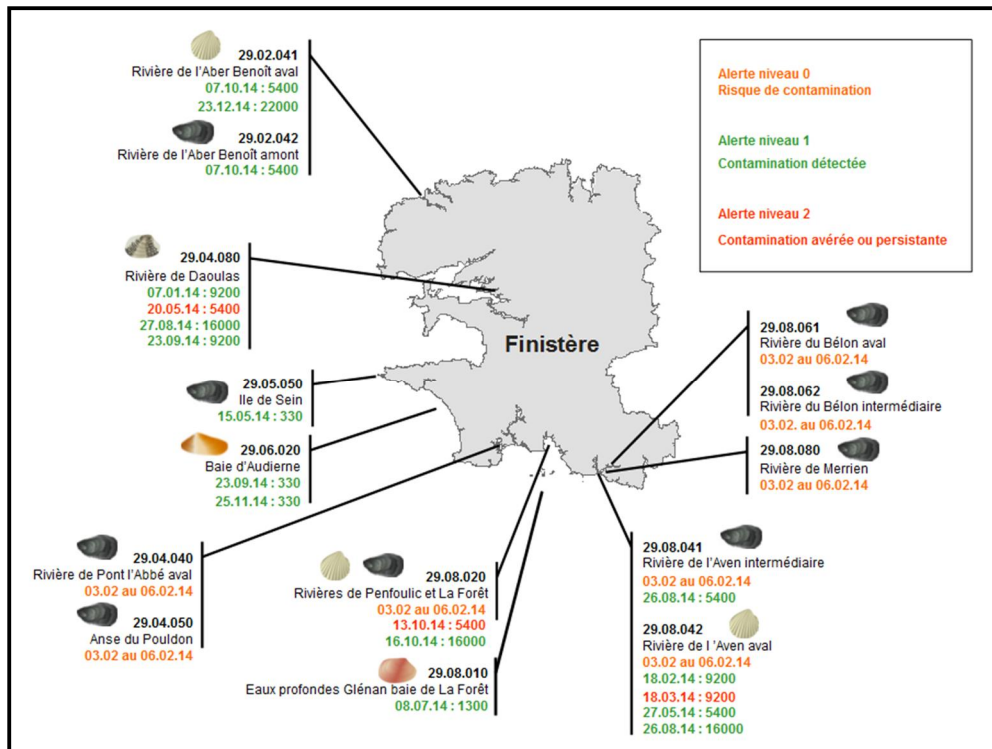 29.02.041
Rivière de l'Aber Benoît aval
07.10.14 : 5400
23.12.14 : 22000
29.02.042
Rivière de l'Aber Benoît amont
07.10.14 : 5400
Alerte niveau 0
Risque de contamination
Alerte niveau 1
Contamination détectée
Alerte niveau 2
Contamination avérée ou persistante
29.04.080
Rivière de Daoulas
07.01.14 : 9200
20.05.14 : 5400
27.08.14 : 16000
23.09.14 : 9200
Finistère
29.05.050
Ile de Sein
15.05.14 : 330
29.06.020
Baie d'Audierne
23.09.14 : 330
25.11.14 : 330
29.08.061
Rivière du Bélon aval
03.02 au 06.02.14
29.08.062
Rivière du Bélon intermédiaire
03.02. au 06.02.14
29.08.080
Rivière de Merrien
03.02 au 06.02.14
29.04.040
Rivière de Pont l'Abbé aval
03.02 au 06.02.14
29.04.050
Anse du Pouldon
03.02 au 06.02.14
29.08.020
Rivières de Penfoulic et La Forêt
03.02 au 06.02.14
13.10.14 : 5400
16.10.14 : 16000
29.08.010
Eaux profondes Glénan baie de La Forêt
08.07.14 : 1300
29.08.041
Rivière de l'Aven intermédiaire
03.02 au 06.02.14
26.08.14 : 5400
29.08.042
Rivière de l 'Aven aval
03.02 au 06.02.14
18.02.14 : 9200
18.03.14 : 9200
27.05.14 : 5400
26.08.14 : 16000